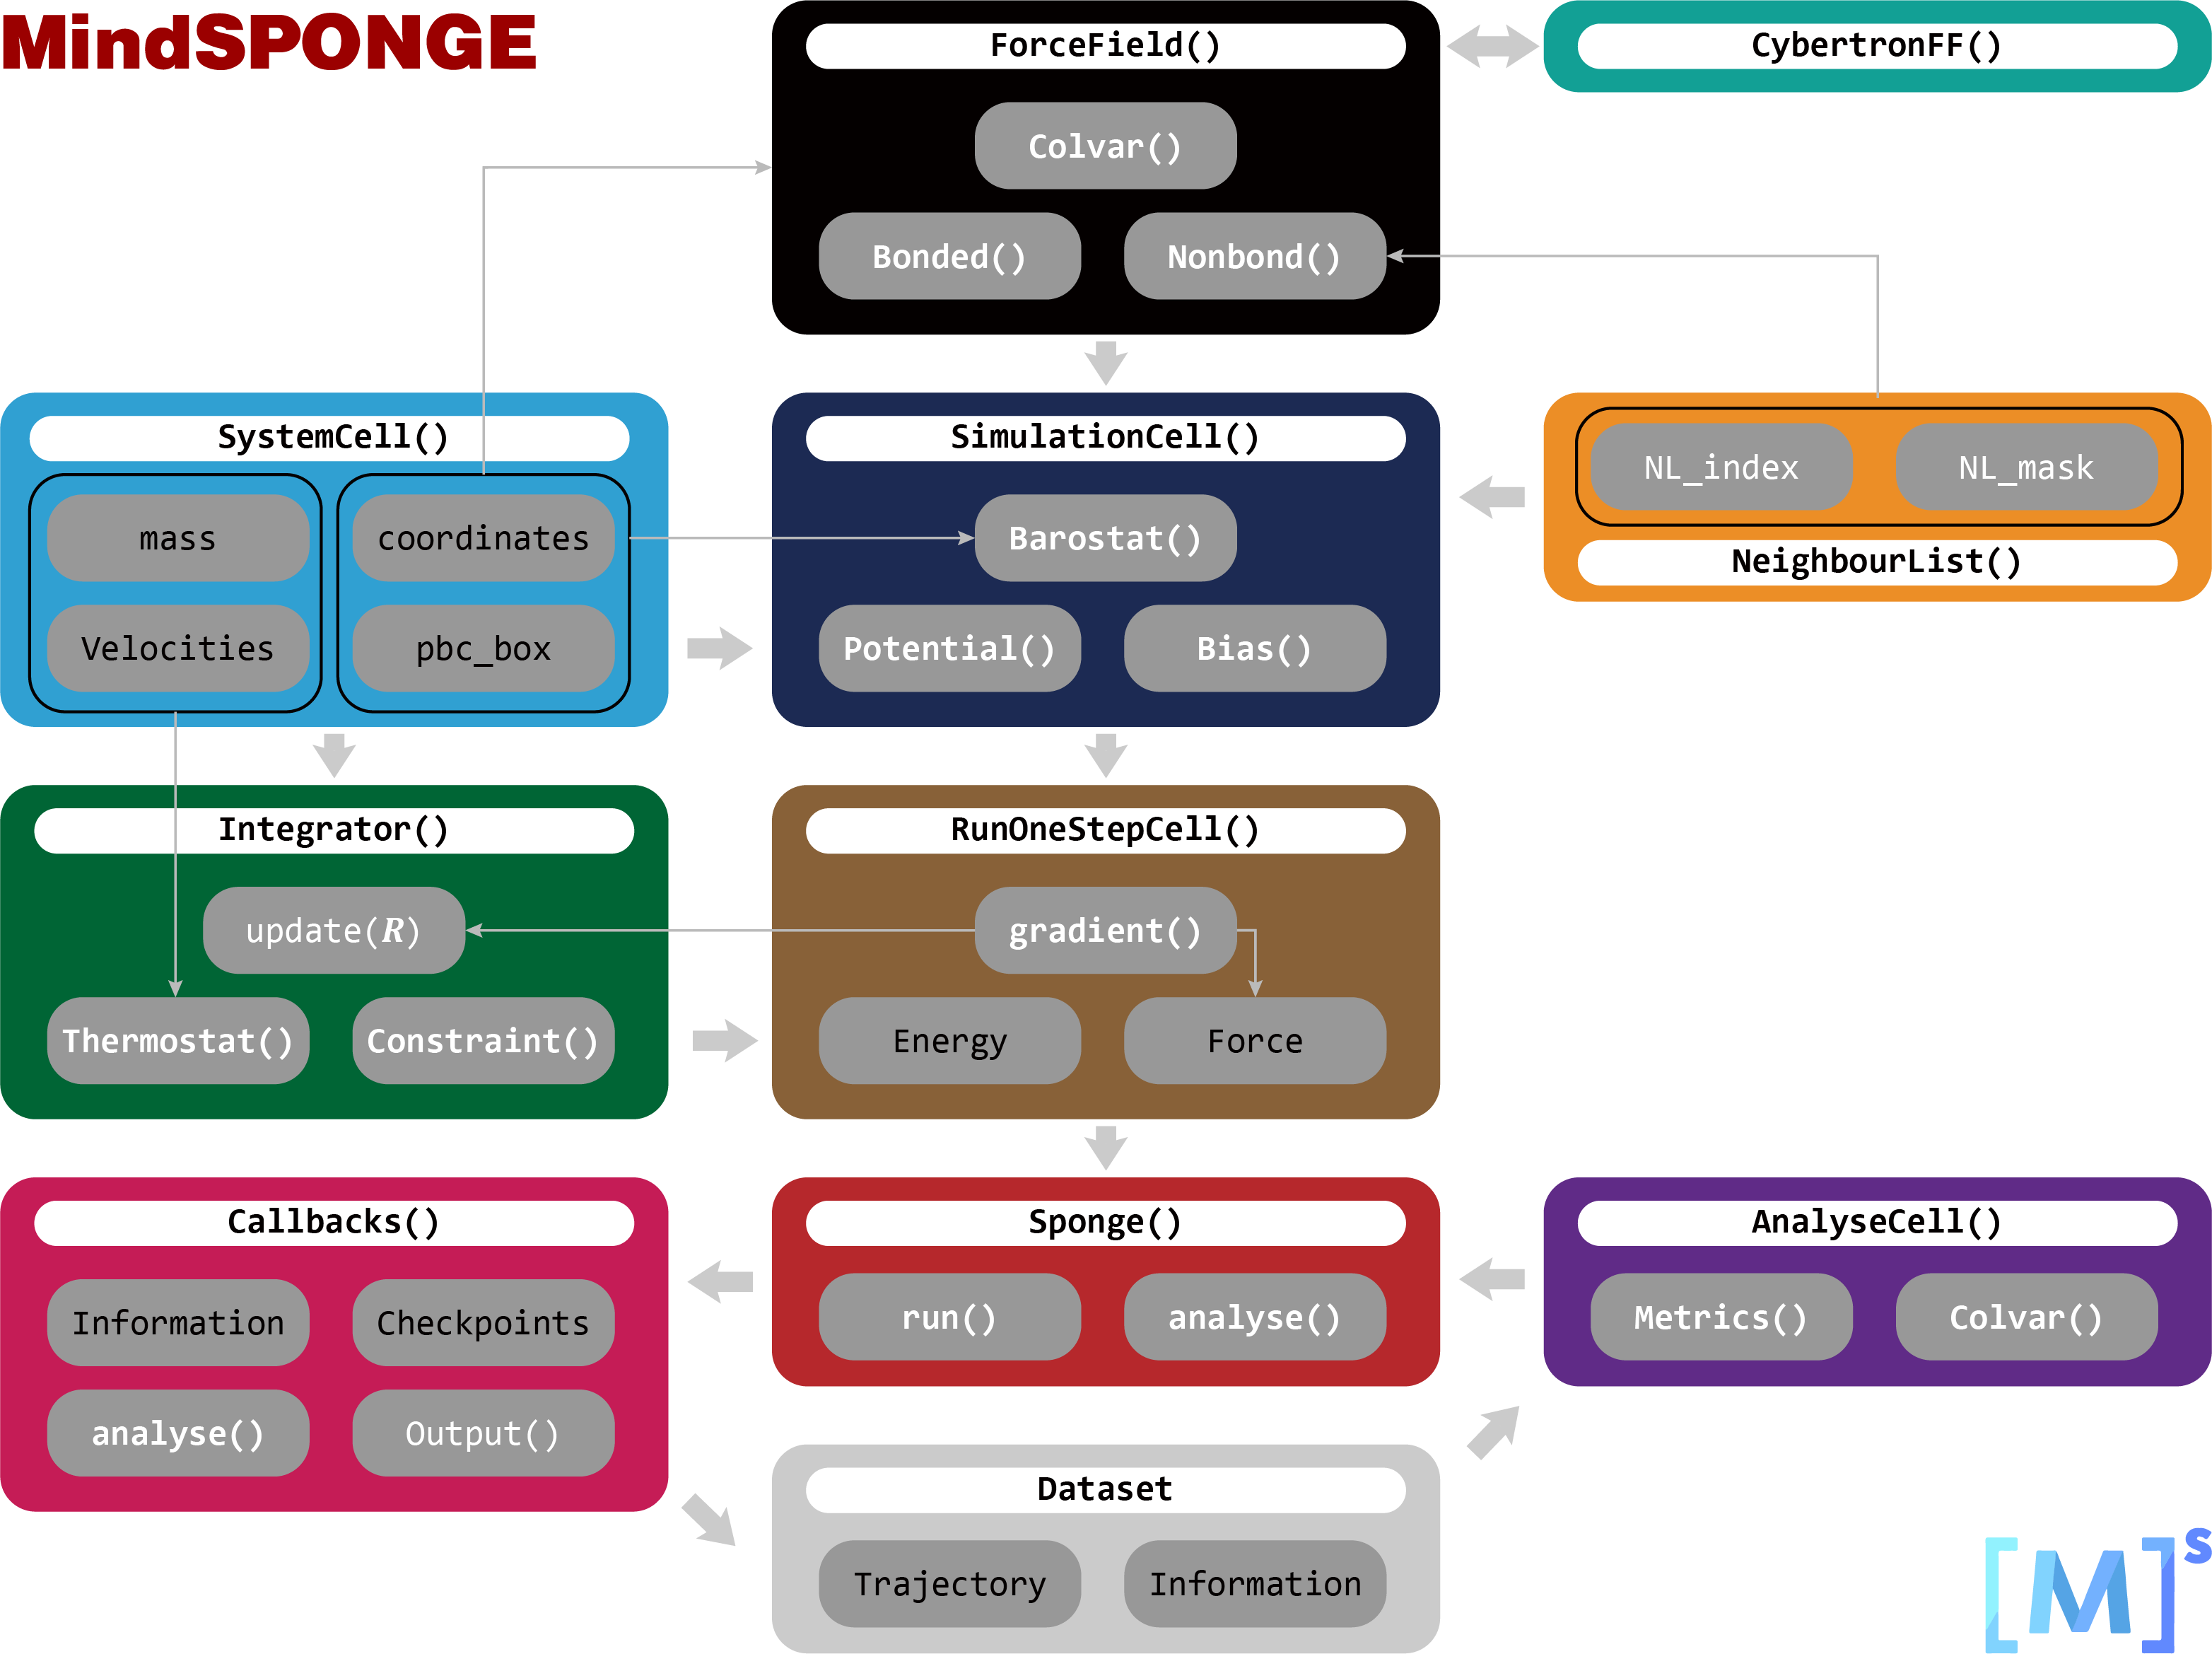 MindSPONGE
ForceField()
Colvar()
Bonded()
Nonbond()
CybertronFF()
SystemCell()
mass
coordinates
Velocities
pbc_box
SimulationCell()
Barostat()
Potential()
Bias()
NL_index
NL_mask
NeighbourList()
Integrator()
update(R)
Thermostat()
Constraint()
RunOneStepCell()
gradient()
Energy
Force
Callbacks()
Information
Checkpoints
analyse()
Output()
Sponge()
run()
analyse()
AnalyseCell()
Metrics()
Colvar()
Dataset
Trajectory
Information
[M]s